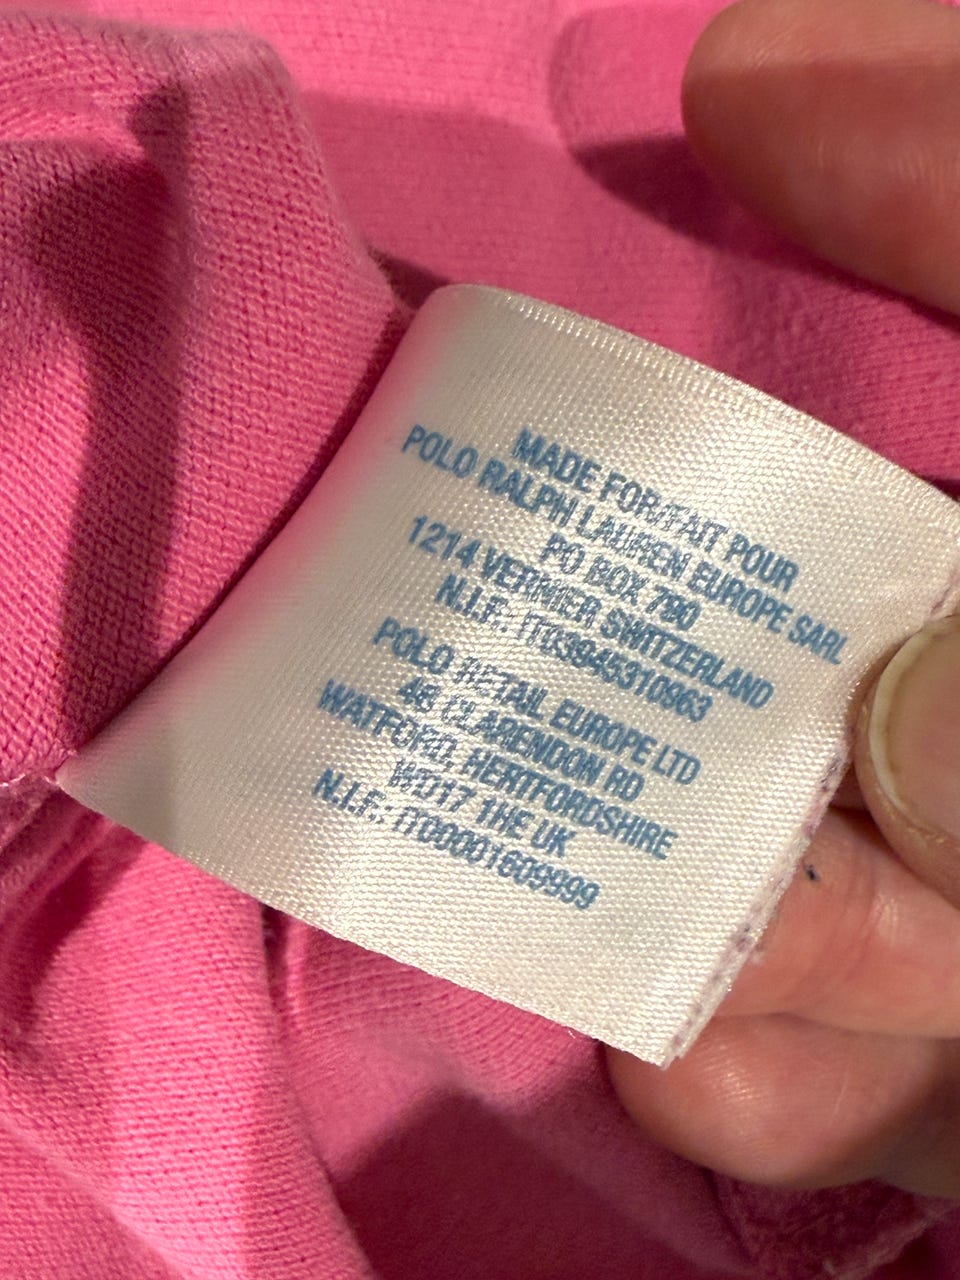 MADE FOR/FAIT POUR
POLO RALPH LAUREN EUROPE SARL
PO BOX 790
1214 VERNIER SWITZERLAND
N.I.F.: IT03945310963
POLO RETAIL EUROPE LTD
46 CLARENDON RD
WATFORD, HERTFORDSHIRE
WD17 1HE UK
N.I.F.: IT00001609999